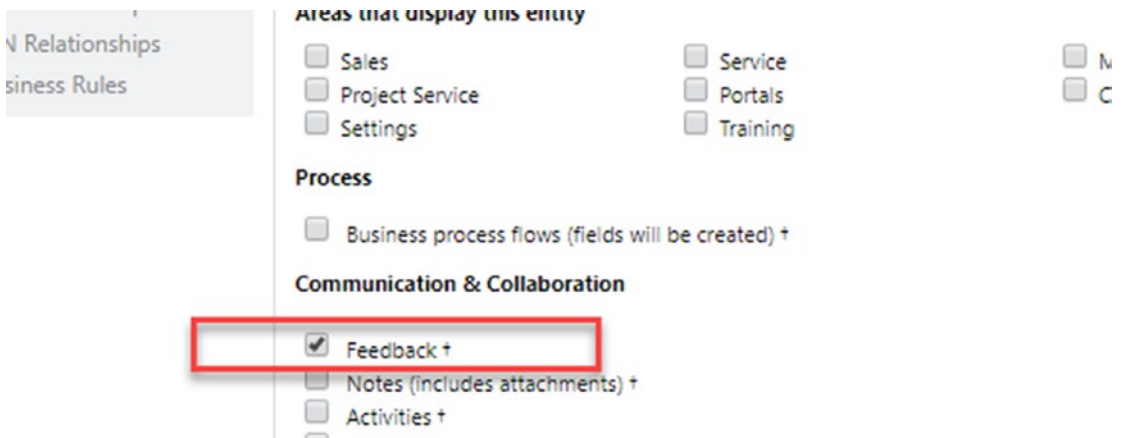 N Relationships
siness Rules
Areas that display this entity
Sales
Service
Project Service
Portals
Settings
Training
Process
Business process flows (fields will be created) †
Communication & Collaboration
Feedback †
Notes (includes attachments) †
Activities †